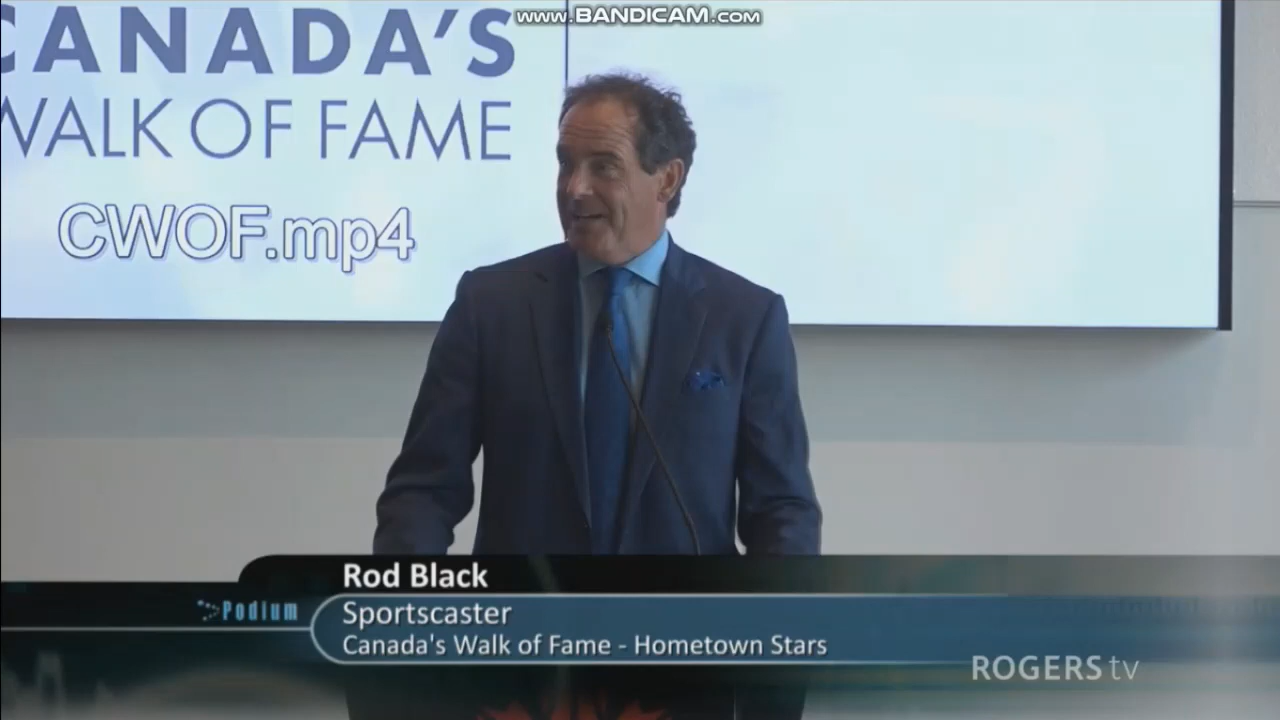 www.BANDICAM.com
CANADA'S
WALK OF FAME
CWOF.mp4
Rod Black
Podium
Sportscaster
Canada's Walk of Fame - Hometown Stars
ROGERS tv